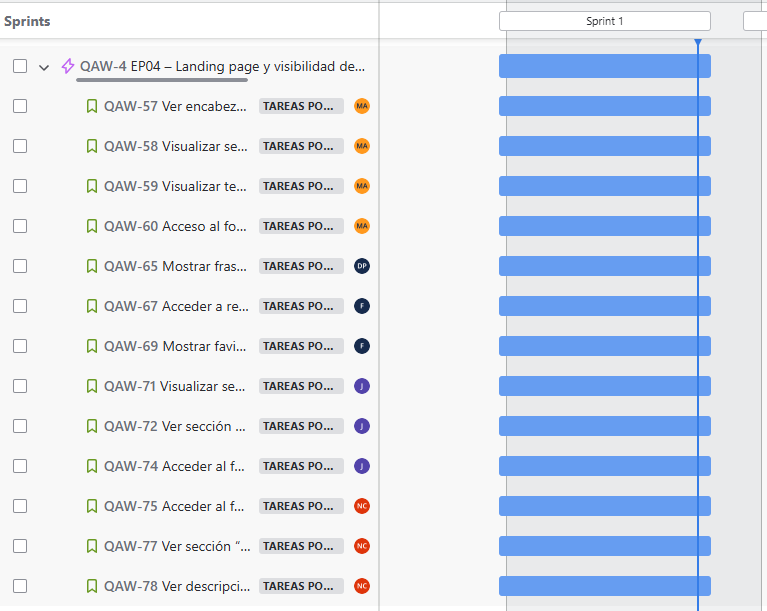 Sprints
Sprint 1
QAW-4 EP04 – Landing page y visibilidad de...
QAW-57 Ver encabez... TAREAS PO... MA
QAW-58 Visualizar se... TAREAS PO... MA
QAW-59 Visualizar te... TAREAS PO... MA
QAW-60 Acceso al fo... TAREAS PO... MA
QAW-65 Mostrar fras... TAREAS PO... DP
QAW-67 Acceder a re... TAREAS PO... F
QAW-69 Mostrar favi... TAREAS PO... F
QAW-71 Visualizar se... TAREAS PO... J
QAW-72 Ver sección ... TAREAS PO... J
QAW-74 Acceder al f... TAREAS PO... J
QAW-75 Acceder al f... TAREAS PO... NC
QAW-77 Ver sección “... TAREAS PO... NC
QAW-78 Ver descripci... TAREAS PO... NC